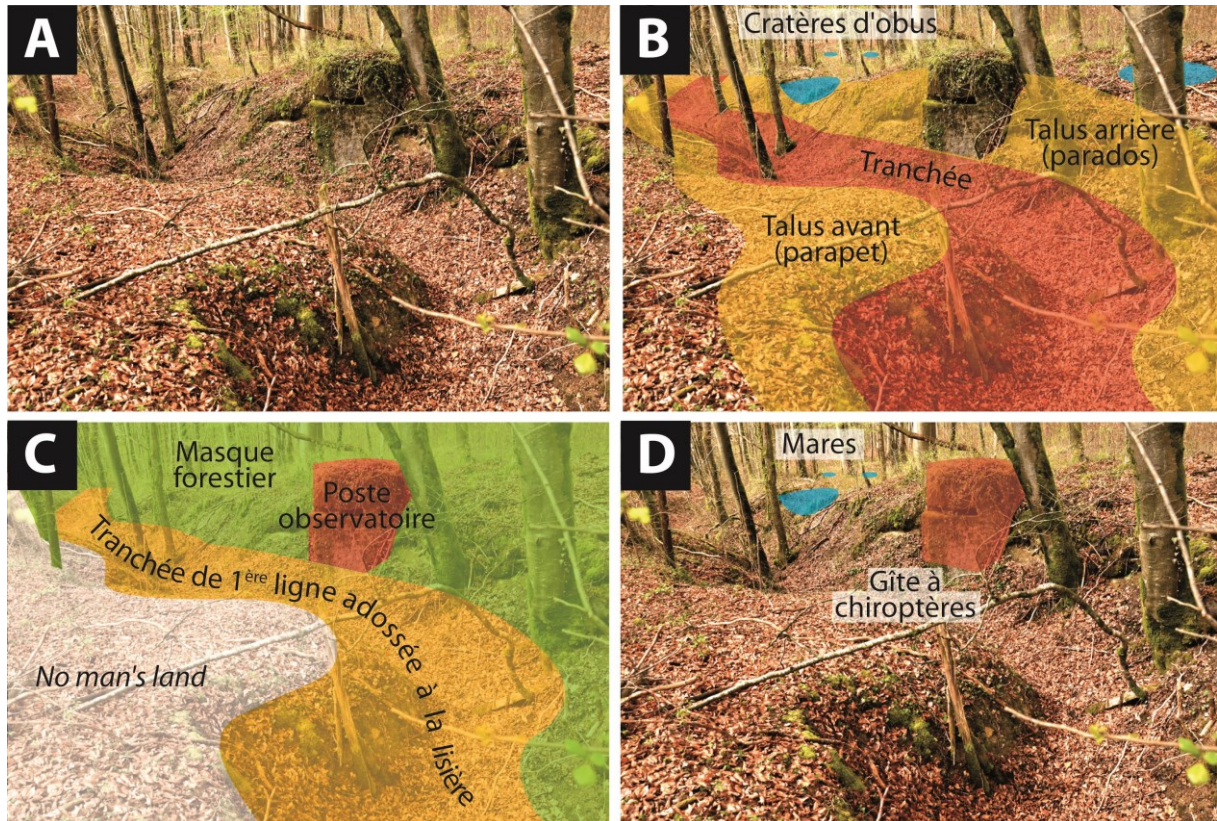 A
B
Cratères d'obus
Talus arrière
(parados)
Tranchée
Talus avant
(parapet)
C
Masque
forestier
Poste
observatoire
Tranchée de 1ère ligne adossée à la lisière
No man's land
D
Mares
Gîte à
chiroptères